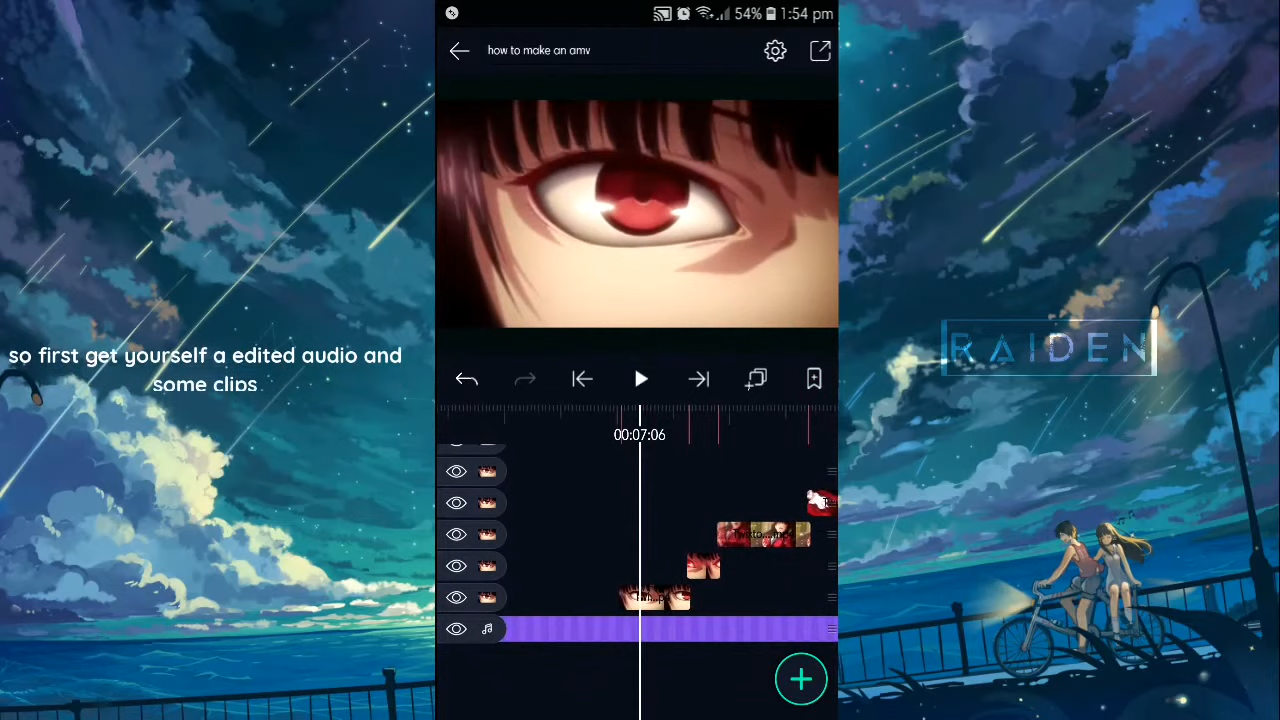 54% 1:54 pm
how to make an amv
so first get yourself a edited audio and
some clips
RAIDEN
00:07:06